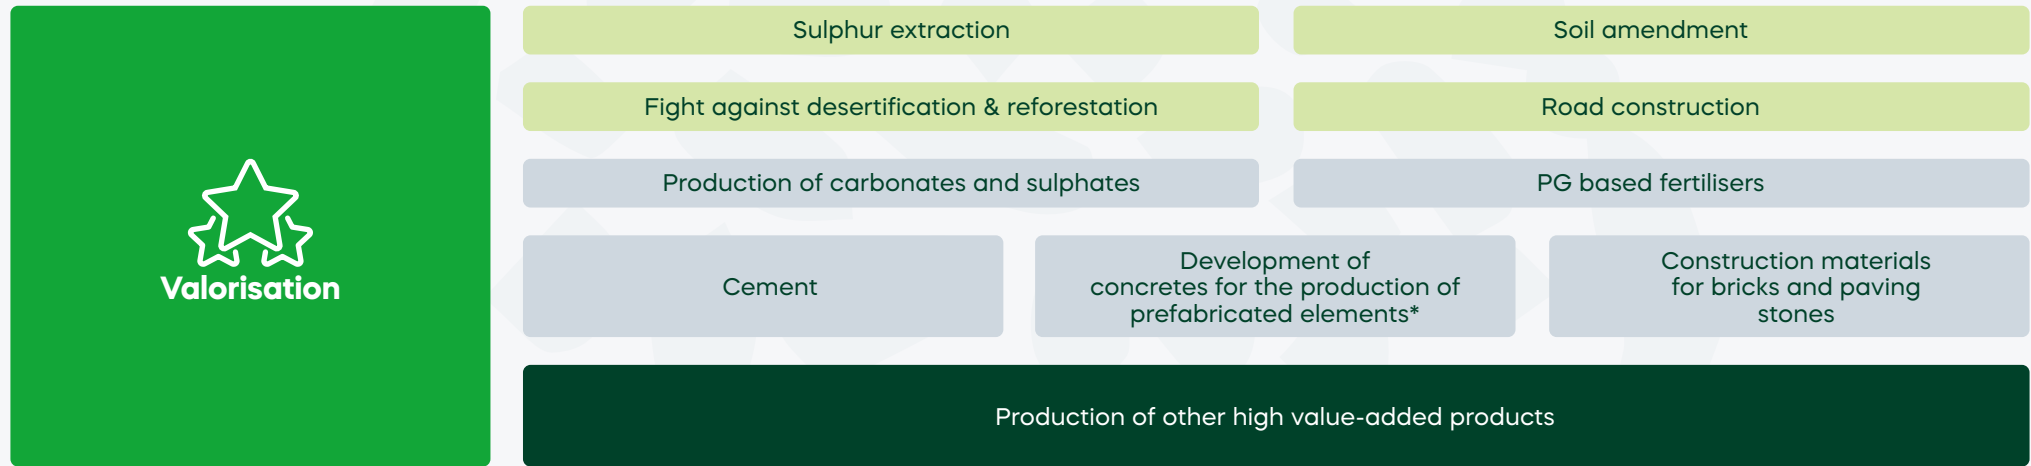 Valorisation
Sulphur extraction
Soil amendment
Fight against desertification & reforestation
Road construction
Production of carbonates and sulphates
PG based fertilisers
Cement
Development of
concretes for the production of
prefabricated elements*
Construction materials
for bricks and paving
stones
Production of other high value-added products